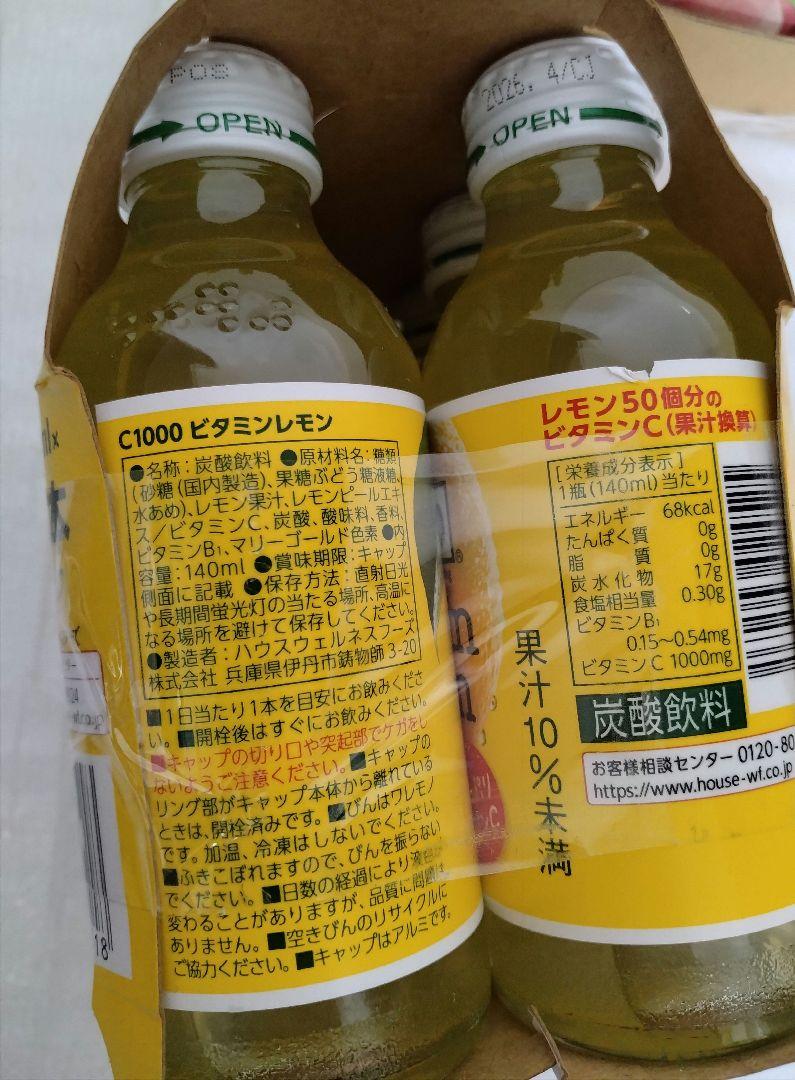 POS
OPEN
2026. 4/CJ
OPEN
C1000 ビタミンレモン
●名称：炭酸飲料 ●原材料名：糖類
(砂糖(国内製造)、果糖ぶどう糖液糖、
水あめ)、レモン果汁、レモンピールエキ
ス／ビタミンC、炭酸、酸味料、香料、
ビタミンB₁、マリーゴールド色素 ●内
容量：140ml ●賞味期限：キャップ
側面に記載 ●保存方法：直射日光
や長期間蛍光灯の当たる場所、高温に
なる場所を避けて保存してください。
●製造者：ハウスウェルネスフーズ
株式会社 兵庫県伊丹市鋳物師3-20
■1日当たり1本を目安にお飲みくださ
い。■開栓後はすぐにお飲みください。
■キャップの切り口や突起部でケガをし
ないようご注意ください。■キャップの
リング部がキャップ本体から離れている
ときは、開栓済みです。■びんはワレモノ
です。加温、冷凍はしないでください。
■ふきこぼれますので、びんを振らない
でください。■日数の経過により液
変わることがありますが、品質に問題
ありません。■空きびんのリサイクルに
ご協力ください。■キャップはアルミです。
レモン50個分の
ビタミンC(果汁換算)
[栄養成分表示]
1瓶(140ml)当たり
エネルギー 68kcal
たんぱく質 0g
脂質 0g
炭水化物 17g
食塩相当量 0.30g
ビタミンB₁
0.15～0.54mg
ビタミンC 1000mg
果汁10％未満
炭酸飲料
お客様相談センター 0120-80
https://www.house-wf.co.jp
18